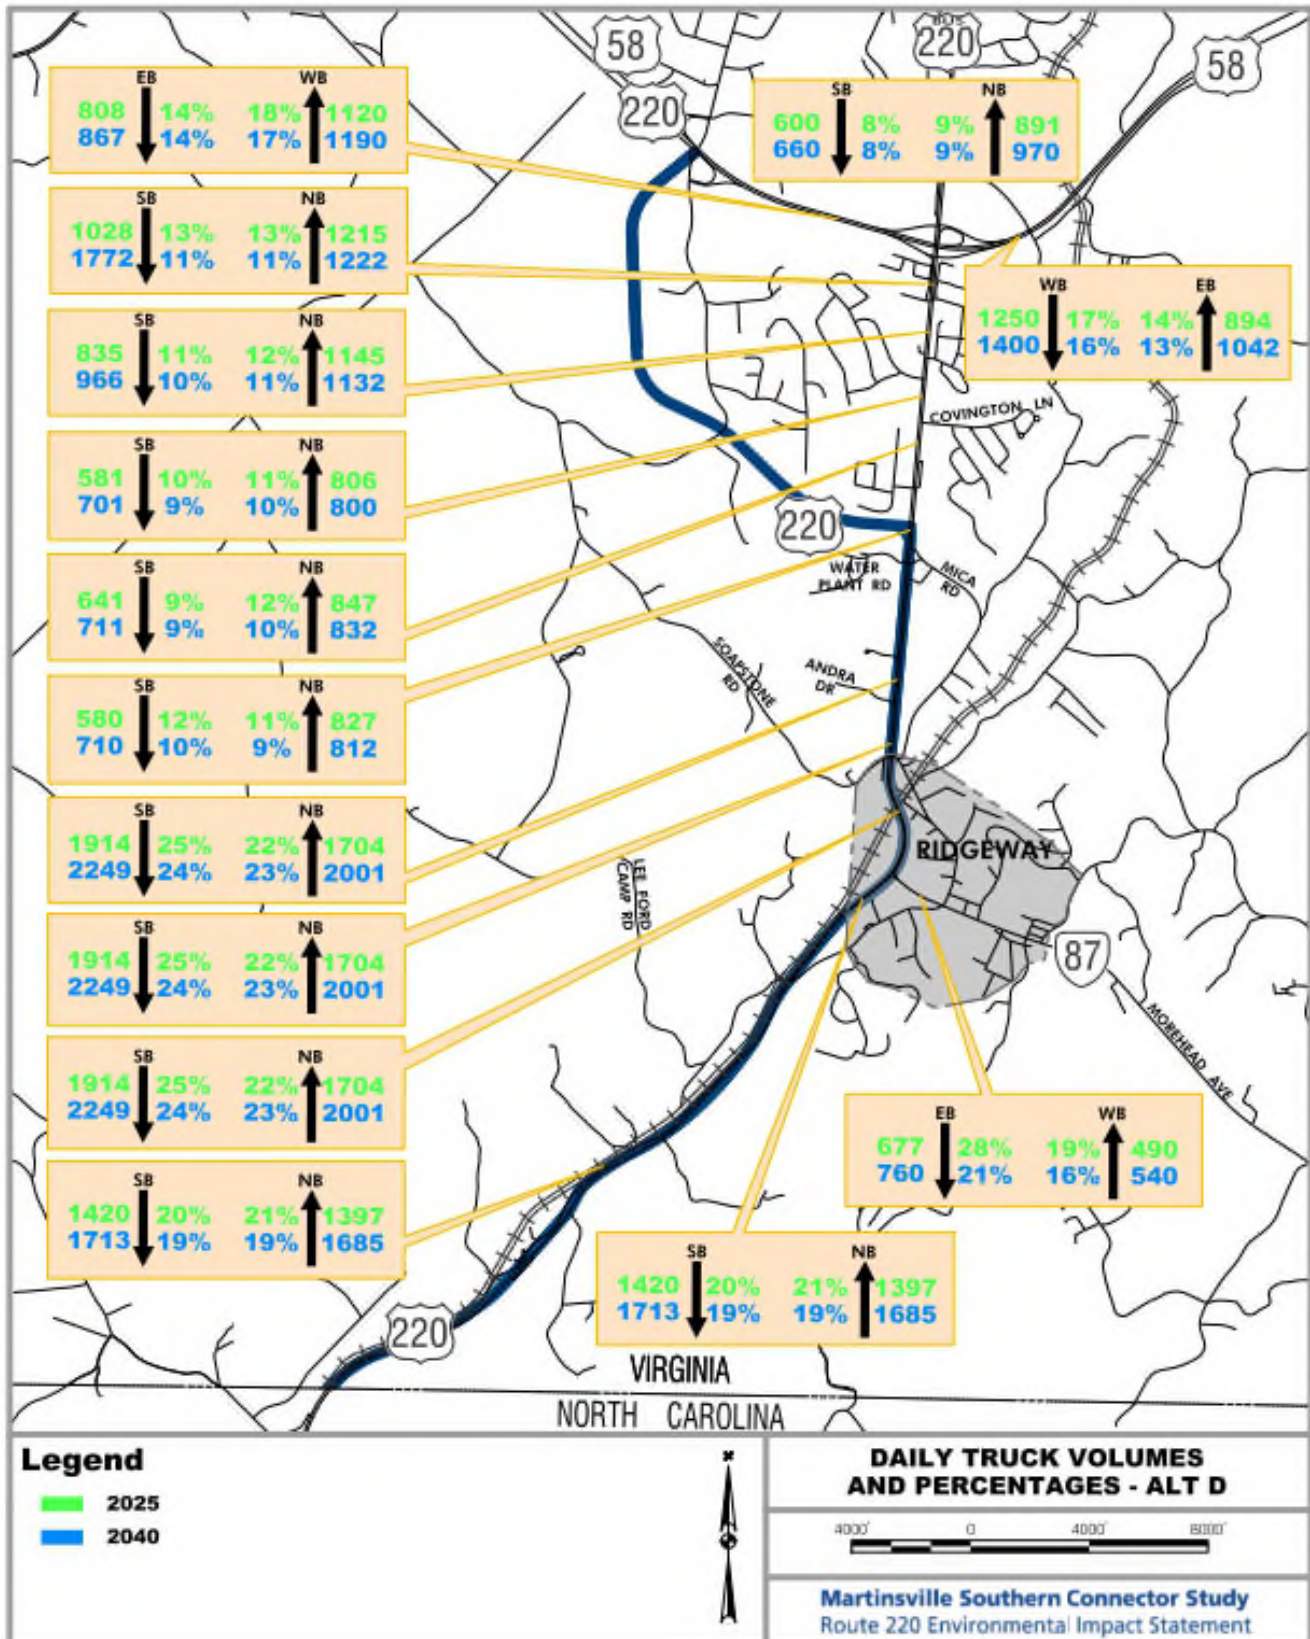 58
BUS
220
58
220
EB WB
808 14% 18% 1120
867 14% 17% 1190
SB NB
600 8% 9% 891
660 8% 9% 970
SB NB
1028 13% 13% 1215
1772 11% 11% 1222
WB EB
1250 17% 14% 894
1400 16% 13% 1042
SB NB
835 11% 12% 1145
966 10% 11% 1132
COVINGTON LN
SB NB
581 10% 11% 806
701 9% 10% 800
220
SB NB
641 9% 12% 847
711 9% 10% 832
WATER
PLANT RD
MICA
RD
SOAPSTONE
RD
ANDRA
DR
SB NB
580 12% 11% 827
710 10% 9% 812
SB NB
1914 25% 22% 1704
2249 24% 23% 2001
RIDGEWAY
LEE FORD
CAMP RD
SB NB
1914 25% 22% 1704
2249 24% 23% 2001
87
MOREHEAD AVE
SB NB
1914 25% 22% 1704
2249 24% 23% 2001
EB WB
677 28% 19% 490
760 21% 16% 540
SB NB
1420 20% 21% 1397
1713 19% 19% 1685
SB NB
1420 20% 21% 1397
1713 19% 19% 1685
220
VIRGINIA
NORTH CAROLINA
Legend
2025
2040
DAILY TRUCK VOLUMES
AND PERCENTAGES - ALT D
4000' 0 4000' 8000'
Martinsville Southern Connector Study
Route 220 Environmental Impact Statement